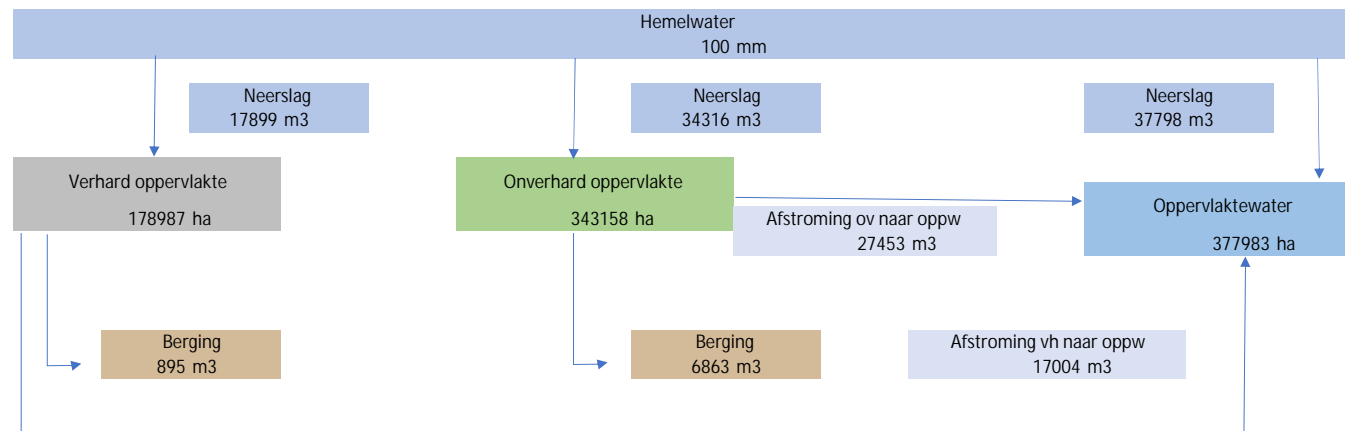 Hemelwater
100 mm
Neerslag
17899 m3
Neerslag
34316 m3
Neerslag
37798 m3
Verhard oppervlakte
178987 ha
Onverhard oppervlakte
343158 ha
Afstroming ov naar oppw
27453 m3
Oppervlaktewater
377983 ha
Berging
895 m3
Berging
6863 m3
Afstroming vh naar oppw
17004 m3